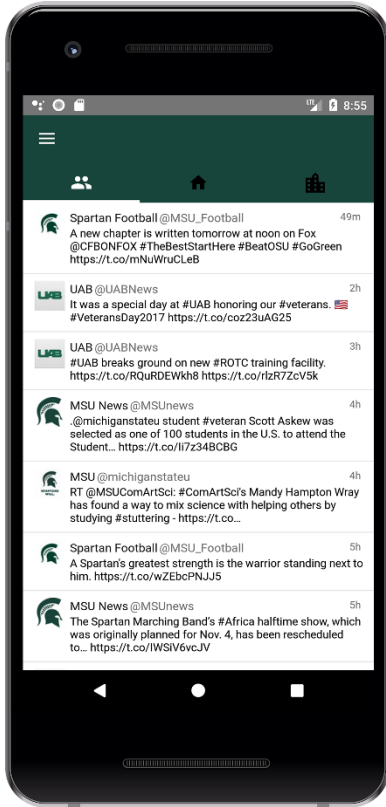 LTE 8:55
Spartan Football @MSU_Football 49m
A new chapter is written tomorrow at noon on Fox
@CFBONFOX #TheBestStartHere #BeatOSU #GoGreen
https://t.co/mNuWruCLeB
UAB UAB @UABNews 2h
It was a special day at #UAB honoring our #veterans. 🇺🇸
#VeteransDay2017 https://t.co/coz23uAG25
UAB UAB @UABNews 3h
#UAB breaks ground on new #ROTC training facility.
https://t.co/RQuRDEWkh8 https://t.co/rlzR7ZcV5k
MSU News @MSUnews 4h
.@michiganstateu student #veteran Scott Askew was
selected as one of 100 students in the U.S. to attend the
Student… https://t.co/Ii7z34BCBG
MSU @michiganstateu 4h
SPARTANS WILL.
RT @MSUComArtSci: #ComArtSci's Mandy Hampton Wray
has found a way to mix science with helping others by
studying #stuttering - https://t.co…
Spartan Football @MSU_Football 5h
A Spartan's greatest strength is the warrior standing next to
him. https://t.co/wZEbcPNJJ5
MSU News @MSUnews 5h
The Spartan Marching Band's #Africa halftime show, which
was originally planned for Nov. 4, has been rescheduled
to… https://t.co/IWSiV6vcJV